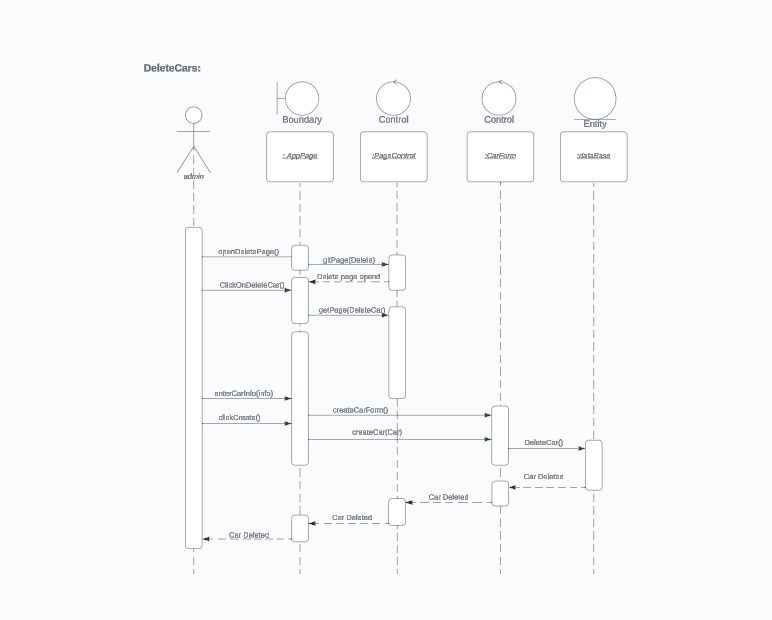 DeleteCars:
Boundary
Control
Control
Entity
: AppPage
:PageControl
:CarForm
:dataBase
admin
openDeletePage()
gitPage(Delete)
Delete page opend
ClickOnDeleteCar()
getPage(DeleteCar)
enterCarInfo(info)
createCarForm()
clickCreate()
createCar(Car)
DeleteCar()
Car Deleted
Car Deleted
Car Deleted
Car Deleted